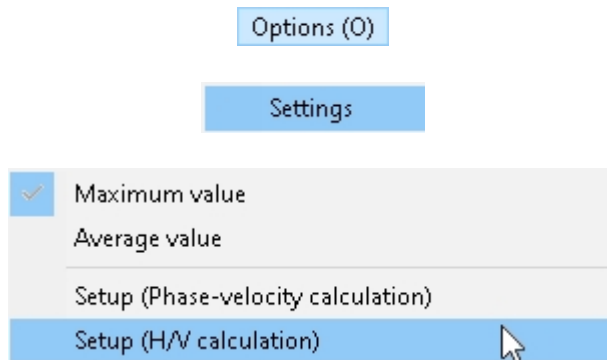 Options (O)
Settings
Maximum value
Average value
Setup (Phase-velocity calculation)
Setup (H/V calculation)